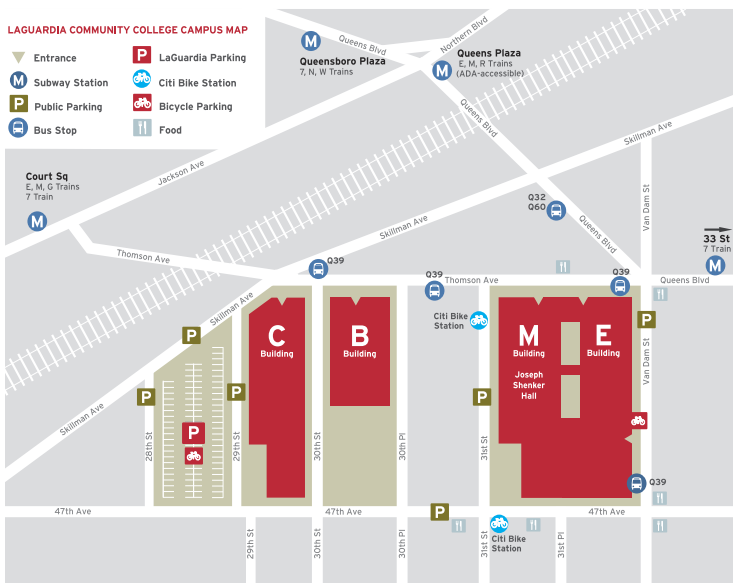 LAGUARDIA COMMUNITY COLLEGE CAMPUS MAP
Entrance
M Subway Station
P Public Parking
Bus Stop
P LaGuardia Parking
Citi Bike Station
Bicycle Parking
Food
M
Queensboro Plaza
7, N, W Trains
Queens Blvd
Northern Blvd
M
Queens Plaza
E, M, R Trains
(ADA-accessible)
Queens Blvd
Skillman Ave
Jackson Ave
Court Sq
E, M, G Trains
7 Train
M
Thomson Ave
Skillman Ave
Q32
Q60
Queens Blvd
Van Dam St
33 St
7 Train
M
Q39
Q39
Thomson Ave
Q39
Queens Blvd
Skillman Ave
Citi Bike
Station
P
P
C
Building
B
Building
M
Building
Joseph
Shenker
Hall
E
Building
Van Dam St
P
P
P
P
Skillman Ave
28th St
29th St
30th St
30th Pl
31st St
Q39
47th Ave
47th Ave
P
47th Ave
29th St
30th St
30th Pl
31st St
Citi Bike
Station
31st Pl